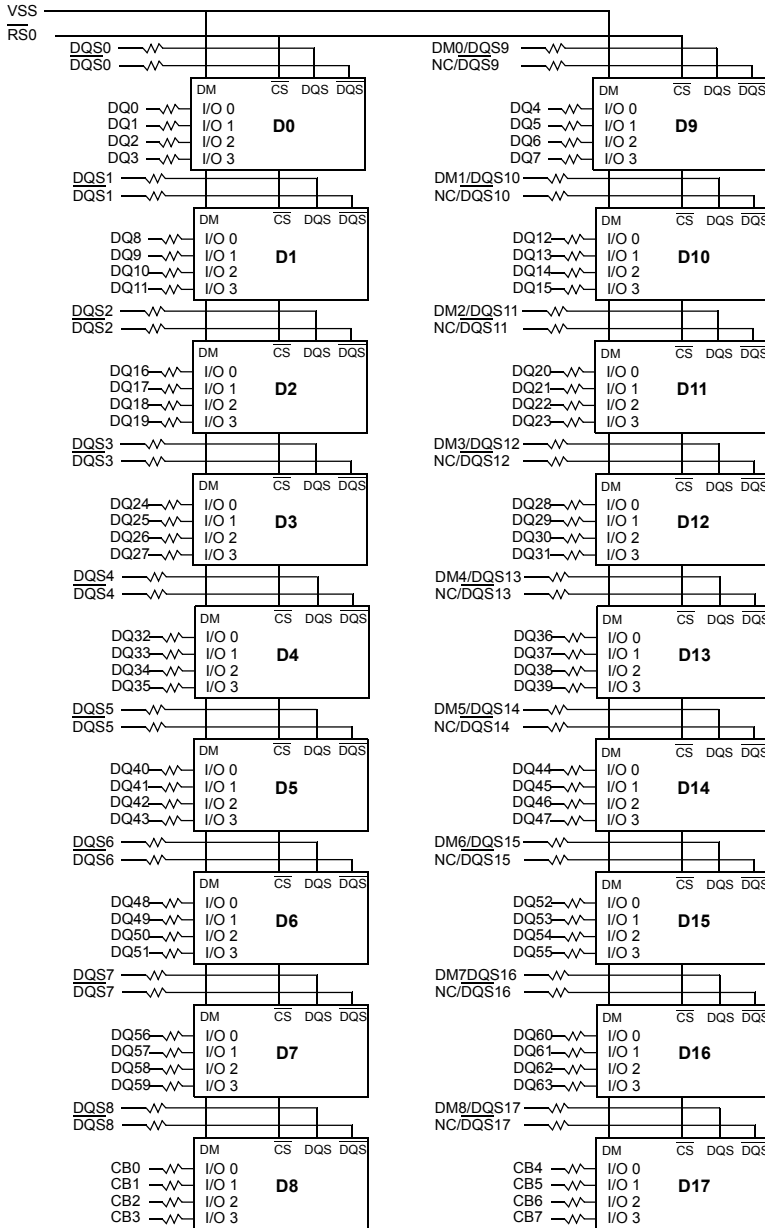 VSS
RS0
DQS0
DQS0
DM CS DQS DQS
DQ0 I/O 0
DQ1 I/O 1 D0
DQ2 I/O 2
DQ3 I/O 3
DQS1
DQS1
DM CS DQS DQS
DQ8 I/O 0
DQ9 I/O 1 D1
DQ10 I/O 2
DQ11 I/O 3
DQS2
DQS2
DM CS DQS DQS
DQ16 I/O 0
DQ17 I/O 1 D2
DQ18 I/O 2
DQ19 I/O 3
DQS3
DQS3
DM CS DQS DQS
DQ24 I/O 0
DQ25 I/O 1 D3
DQ26 I/O 2
DQ27 I/O 3
DQS4
DQS4
DM CS DQS DQS
DQ32 I/O 0
DQ33 I/O 1 D4
DQ34 I/O 2
DQ35 I/O 3
DQS5
DQS5
DM CS DQS DQS
DQ40 I/O 0
DQ41 I/O 1 D5
DQ42 I/O 2
DQ43 I/O 3
DQS6
DQS6
DM CS DQS DQS
DQ48 I/O 0
DQ49 I/O 1 D6
DQ50 I/O 2
DQ51 I/O 3
DQS7
DQS7
DM CS DQS DQS
DQ56 I/O 0
DQ57 I/O 1 D7
DQ58 I/O 2
DQ59 I/O 3
DQS8
DQS8
DM CS DQS DQS
CB0 I/O 0
CB1 I/O 1 D8
CB2 I/O 2
CB3 I/O 3
DM0/DQS9
NC/DQS9
DM CS DQS DQS
DQ4 I/O 0
DQ5 I/O 1 D9
DQ6 I/O 2
DQ7 I/O 3
DM1/DQS10
NC/DQS10
DM CS DQS DQS
DQ12 I/O 0
DQ13 I/O 1 D10
DQ14 I/O 2
DQ15 I/O 3
DM2/DQS11
NC/DQS11
DM CS DQS DQS
DQ20 I/O 0
DQ21 I/O 1 D11
DQ22 I/O 2
DQ23 I/O 3
DM3/DQS12
NC/DQS12
DM CS DQS DQS
DQ28 I/O 0
DQ29 I/O 1 D12
DQ30 I/O 2
DQ31 I/O 3
DM4/DQS13
NC/DQS13
DM CS DQS DQS
DQ36 I/O 0
DQ37 I/O 1 D13
DQ38 I/O 2
DQ39 I/O 3
DM5/DQS14
NC/DQS14
DM CS DQS DQS
DQ44 I/O 0
DQ45 I/O 1 D14
DQ46 I/O 2
DQ47 I/O 3
DM6/DQS15
NC/DQS15
DM CS DQS DQS
DQ52 I/O 0
DQ53 I/O 1 D15
DQ54 I/O 2
DQ55 I/O 3
DM7DQS16
NC/DQS16
DM CS DQS DQS
DQ60 I/O 0
DQ61 I/O 1 D16
DQ62 I/O 2
DQ63 I/O 3
DM8/DQS17
NC/DQS17
DM CS DQS DQS
CB4 I/O 0
CB5 I/O 1 D17
CB6 I/O 2
CB7 I/O 3